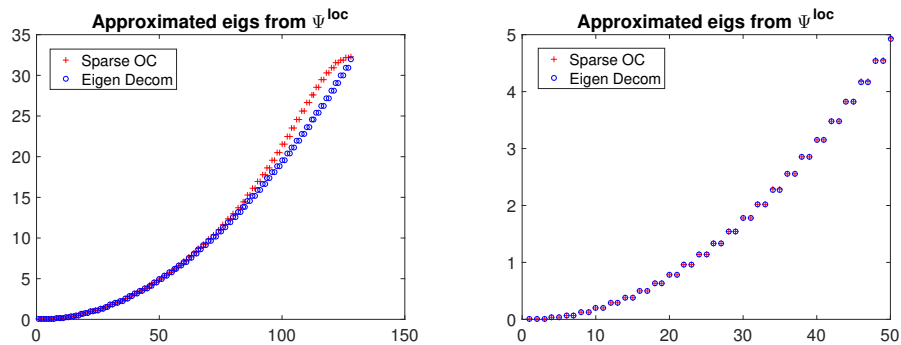 Approximated eigs from Ψ^loc
35
30
25
20
15
10
5
0
0 50 100 150
+ Sparse OC
o Eigen Decom
Approximated eigs from Ψ^loc
5
4
3
2
1
0
0 10 20 30 40 50
+ Sparse OC
o Eigen Decom